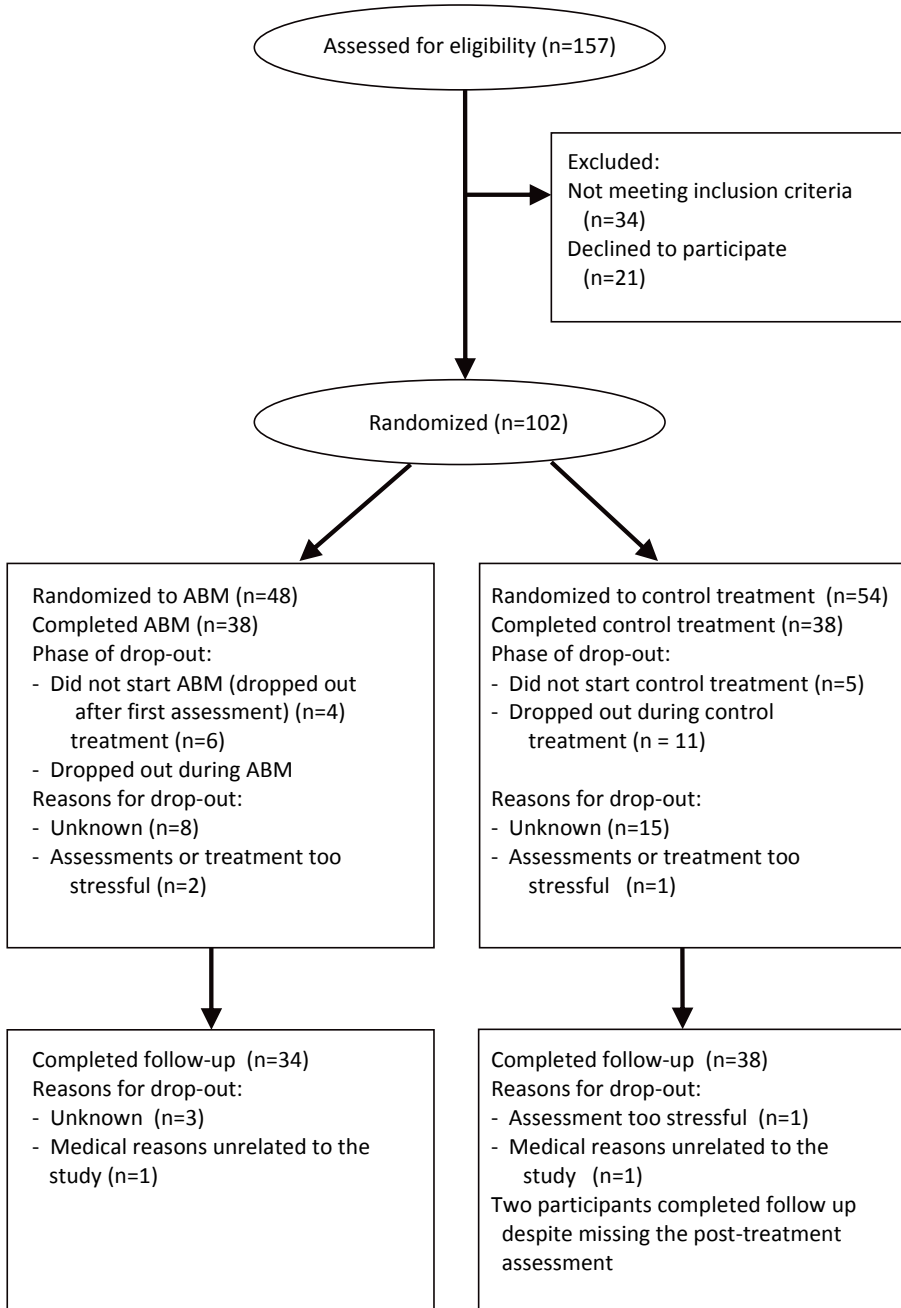 Assessed for eligibility (n=157)
Excluded:
Not meeting inclusion criteria
(n=34)
Declined to participate
(n=21)
Randomized (n=102)
Randomized to ABM (n=48)
Completed ABM (n=38)
Phase of drop-out:
- Did not start ABM (dropped out
after first assessment) (n=4)
treatment (n=6)
- Dropped out during ABM
Reasons for drop-out:
- Unknown (n=8)
- Assessments or treatment too
stressful (n=2)
Randomized to control treatment (n=54)
Completed control treatment (n=38)
Phase of drop-out:
- Did not start control treatment (n=5)
- Dropped out during control
treatment (n = 11)
Reasons for drop-out:
- Unknown (n=15)
- Assessments or treatment too
stressful (n=1)
Completed follow-up (n=34)
Reasons for drop-out:
- Unknown (n=3)
- Medical reasons unrelated to the
study (n=1)
Completed follow-up (n=38)
Reasons for drop-out:
- Assessment too stressful (n=1)
- Medical reasons unrelated to the
study (n=1)
Two participants completed follow up
despite missing the post-treatment
assessment